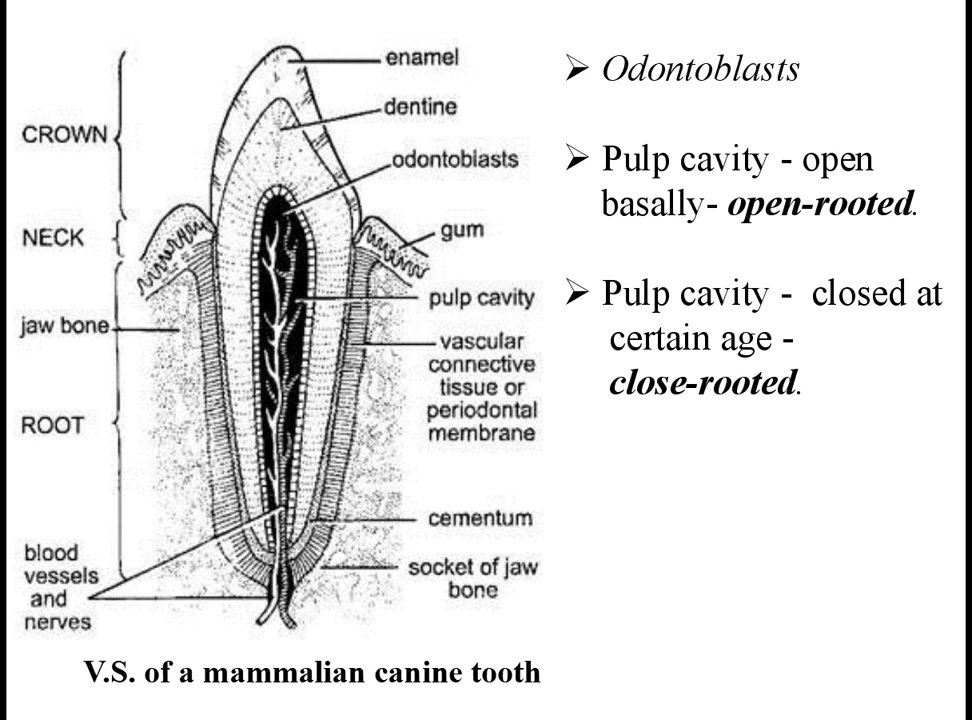 enamel
dentine
CROWN
odontoblasts
NECK
gum
pulp cavity
jaw bone
vascular
connective
tissue or
periodontal
membrane
ROOT
cementum
blood
vessels
and
nerves
socket of jaw
bone
V.S. of a mammalian canine tooth
➢ Odontoblasts
➢ Pulp cavity - open
basally- open-rooted.
➢ Pulp cavity - closed at
certain age -
close-rooted.